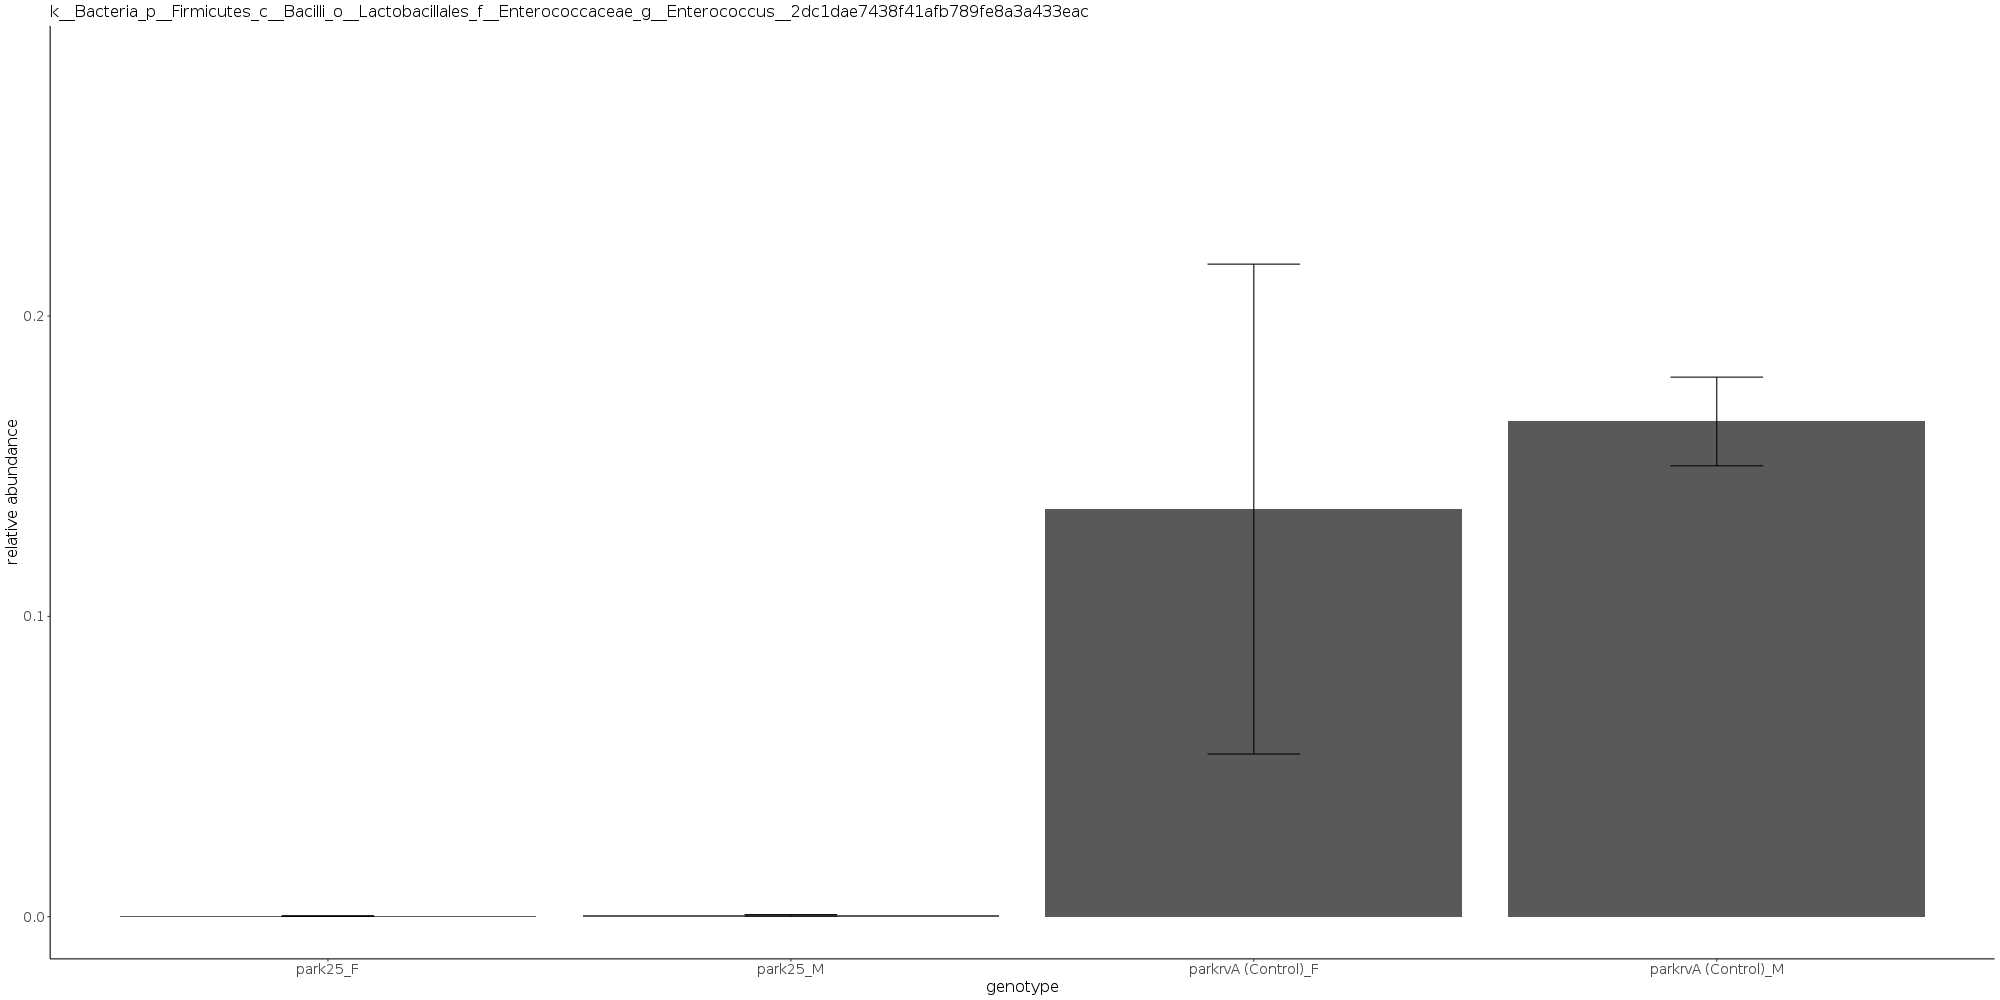 k__Bacteria_p__Firmicutes_c__Bacilli_o__Lactobacillales_f__Enterococcaceae_g__Enterococcus__2dc1dae7438f41afb789fe8a3a433eac
relative abundance
0.2
0.1
0.0
park25_F
park25_M
parkrvA (Control)_F
parkrvA (Control)_M
genotype